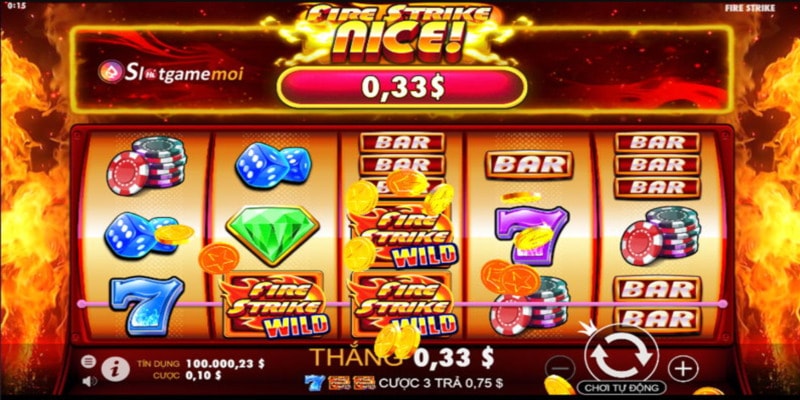 0:15
FIRE STRIKE
FIRE STRIKE
NICE!
Slotgamemoi
0,33$
BAR
BAR
BAR
BAR
BAR
BAR
BAR
FIRE
STRIKE
WILD
FIRE
STRIKE
WILD
FIRE
STRIKE
WILD
BAR
BAR
TÍN DỤNG 100.000,23 $
CƯỢC 0,10 $
THẮNG 0,33 $
CƯỢC 3 TRẢ 0,75 $
CHƠI TỰ ĐỘNG